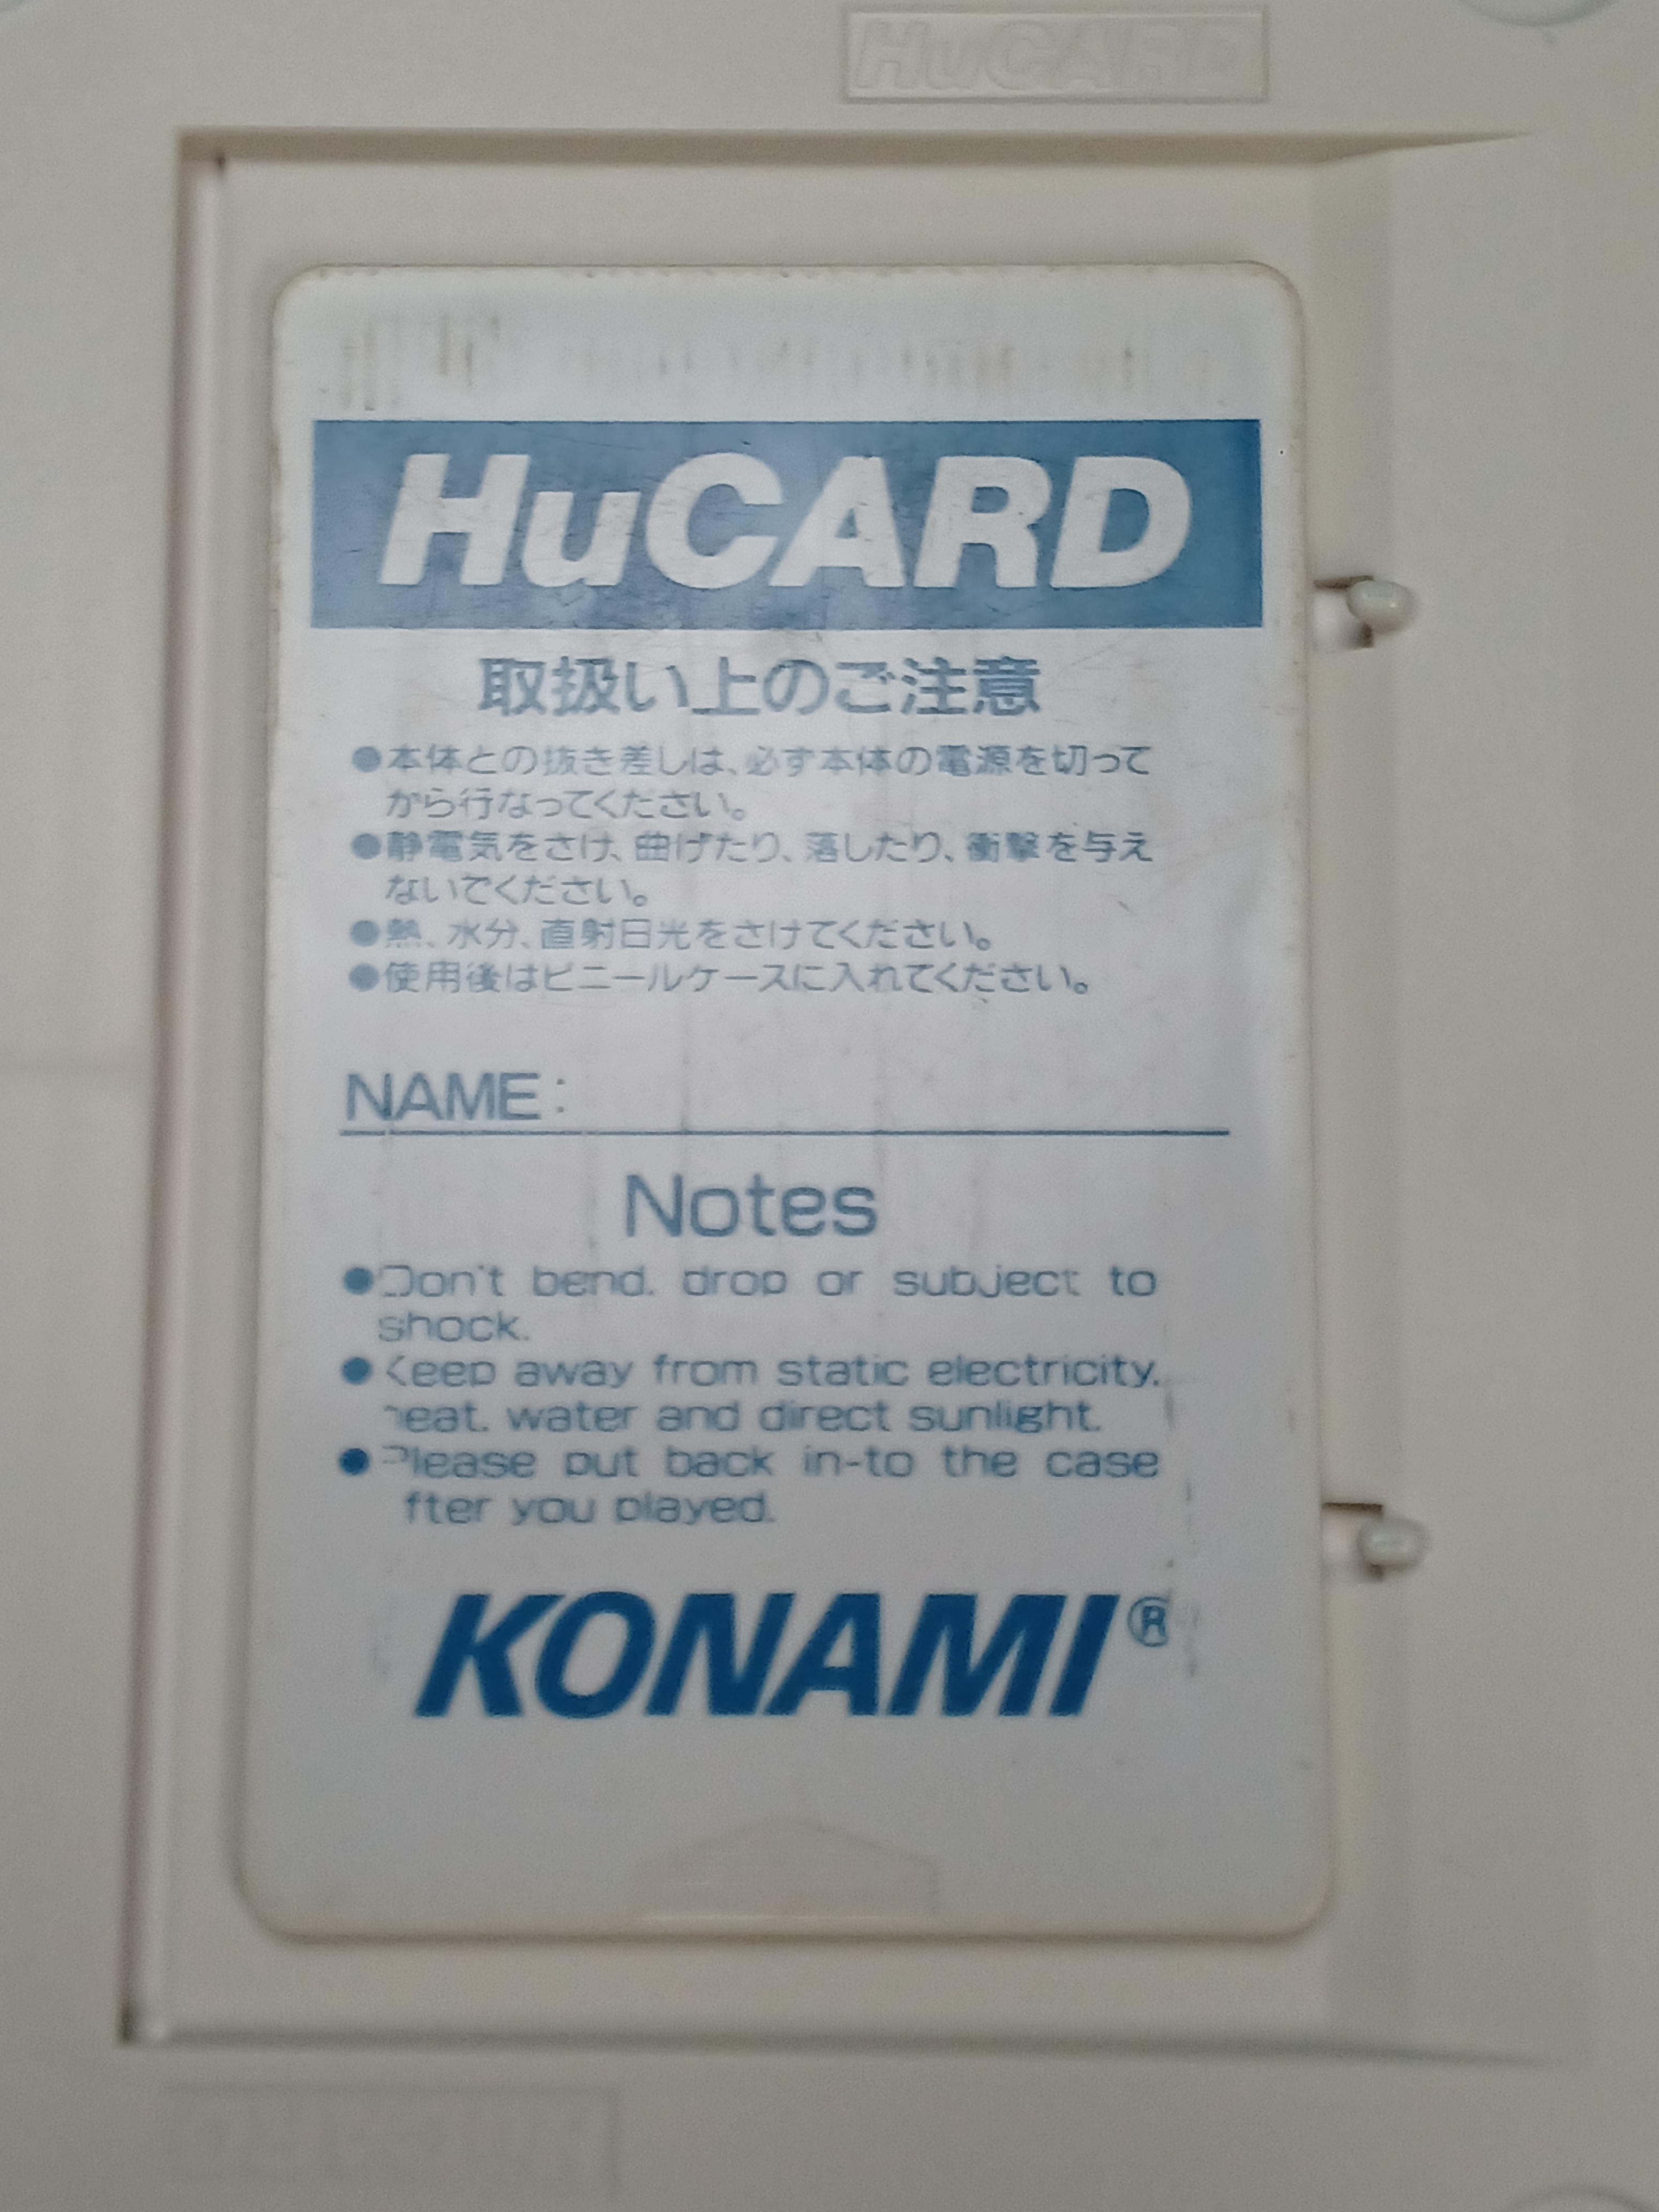 HuCARD
HuCARD
取扱い上のご注意
●本体との抜き差しは、必ず本体の電源を切って
から行なってください。
●静電気をさけ、曲げたり、落したり、衝撃を与え
ないでください。
●熱、水分、直射日光をさけてください。
●使用後はビニールケースに入れてください。
NAME:
Notes
●Don't bend, drop or subject to
shock.
●Keep away from static electricity,
heat, water and direct sunlight.
●Please put back in-to the case
fter you played.
KONAMI®